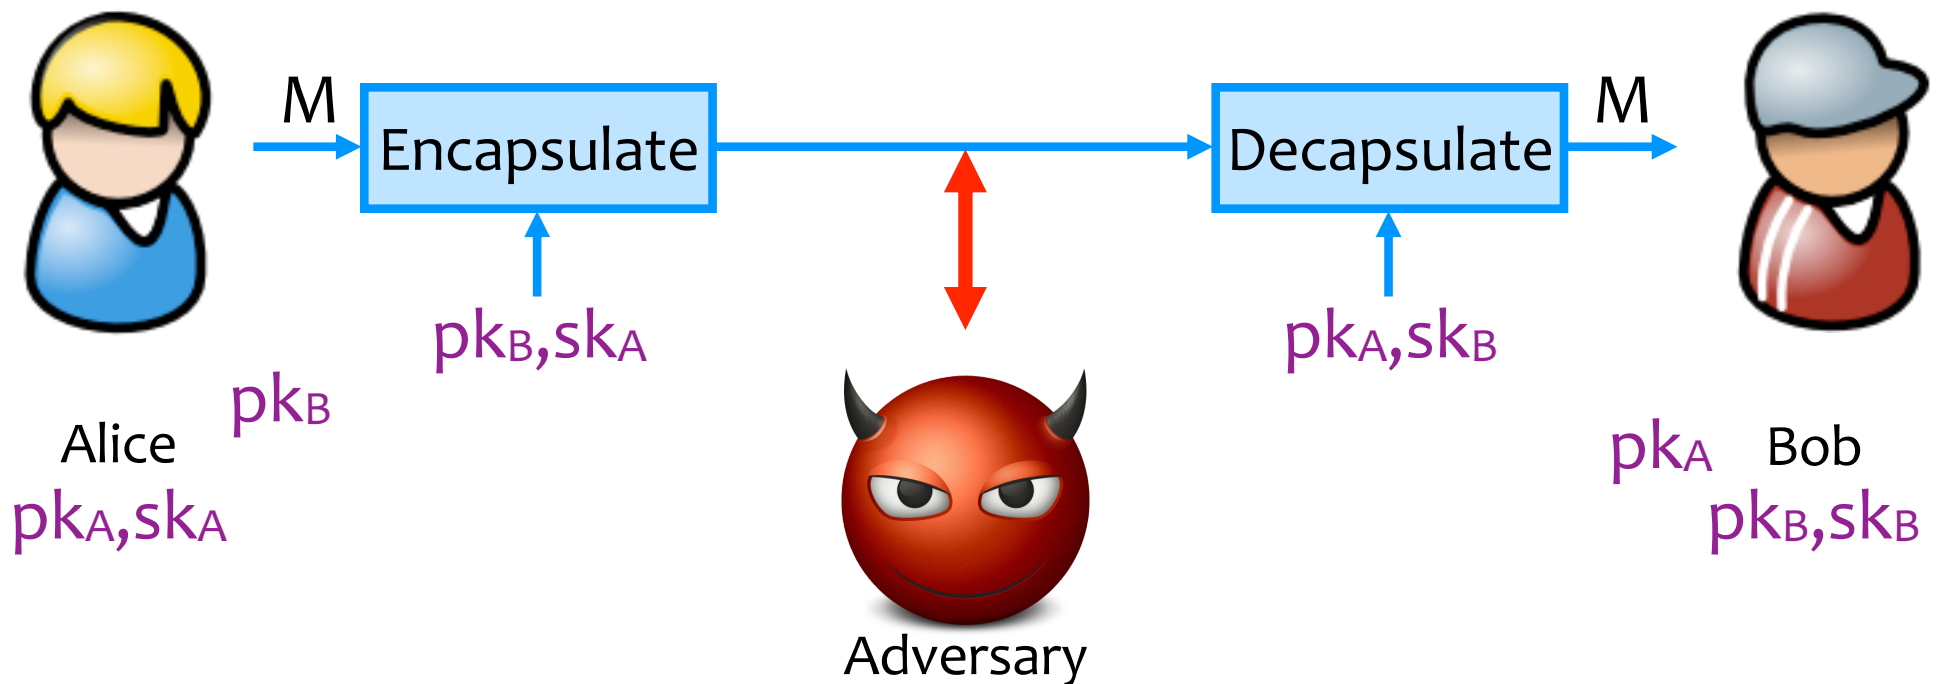 M
Encapsulate
Decapsulate
M
pkB,skA
pkA,skB
pkB
Alice
pkA,skA
pkA
Bob
pkB,skB
Adversary